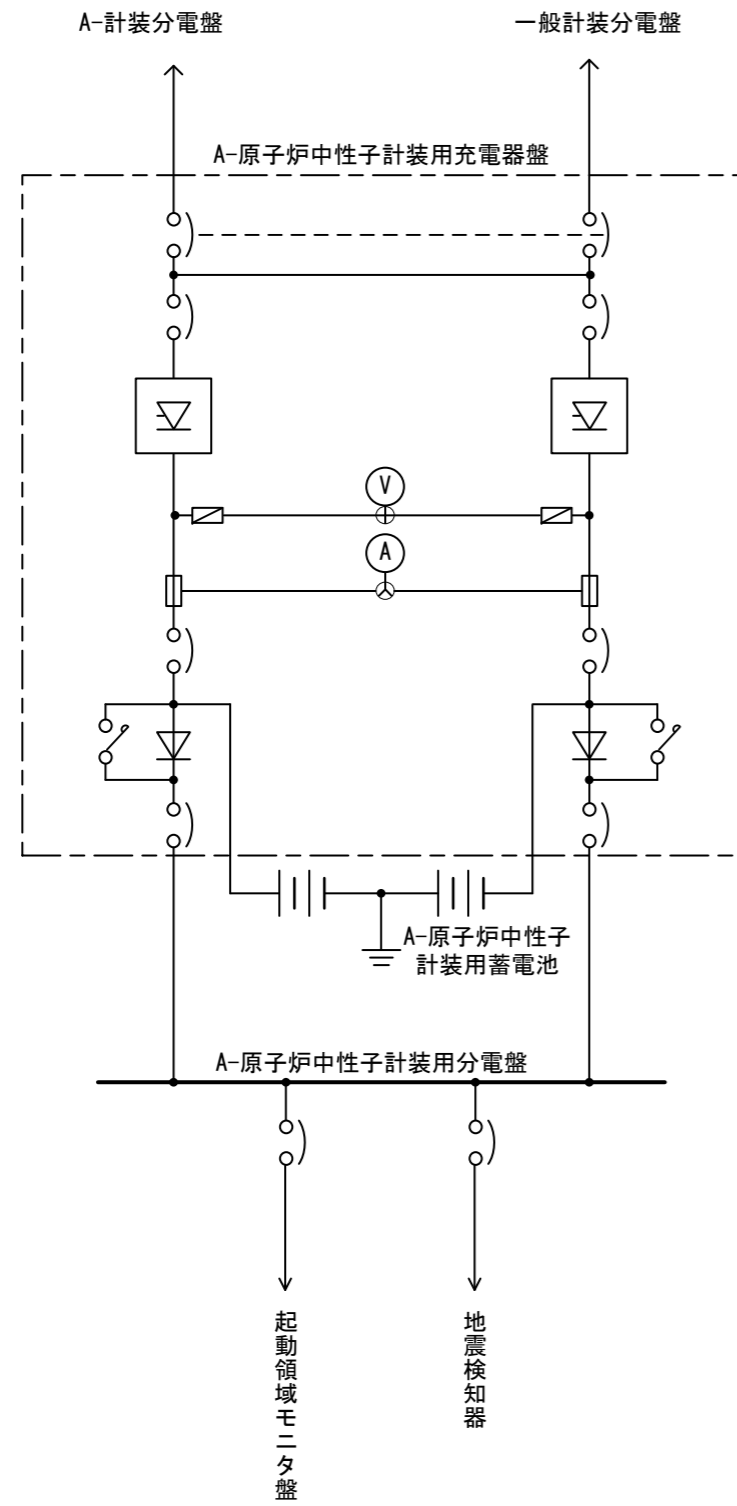 A-計装分電盤
一般計装分電盤
A-原子炉中性子計装用充電器盤
V
A
A-原子炉中性子
計装用蓄電池
A-原子炉中性子計装用分電盤
起動領域モニタ盤
地震検知器